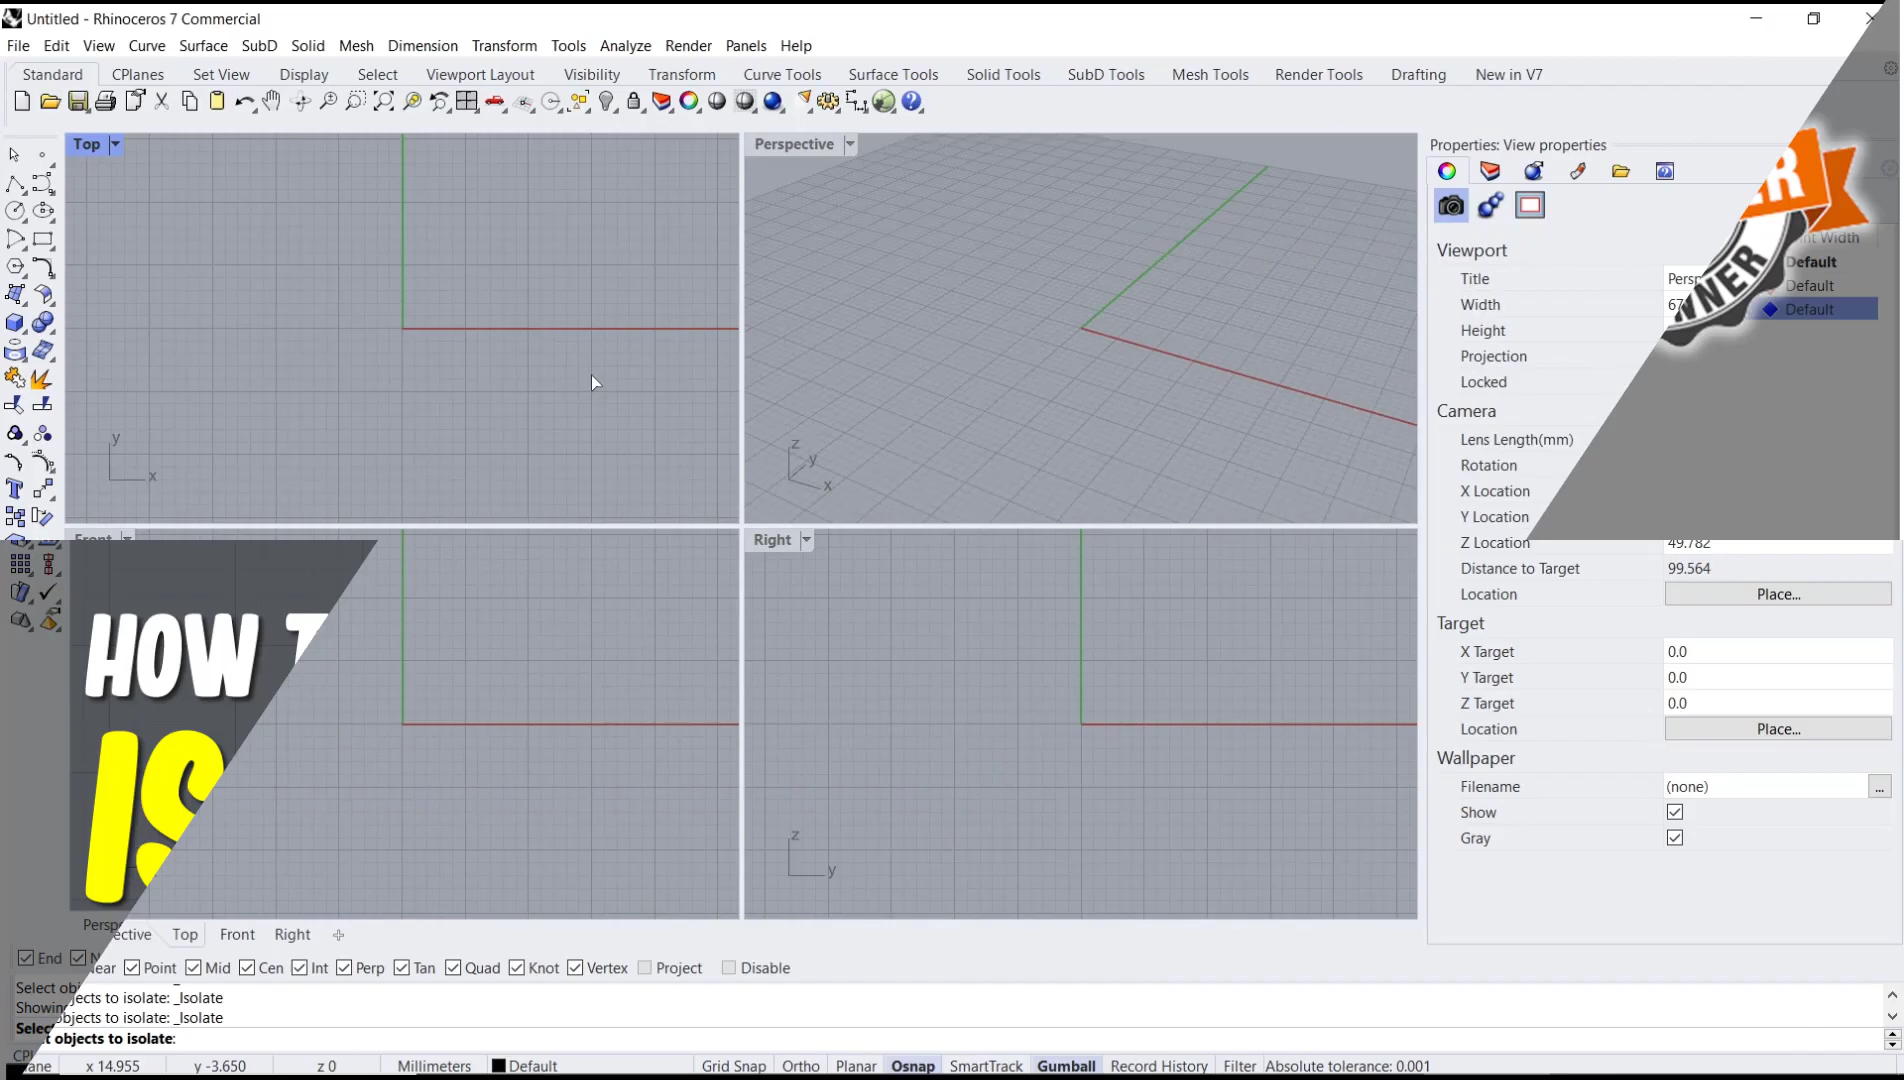 Untitled - Rhinoceros 7 Commercial
File Edit View Curve Surface SubD Solid Mesh Dimension Transform Tools Analyze Render Panels Help
Standard CPlanes Set View Display Select Viewport Layout Visibility Transform Curve Tools Surface Tools Solid Tools SubD Tools Mesh Tools Render Tools Drafting New in V7
Top
Perspective
Properties: View properties
Viewport
Title
Width
Height
Projection
Locked
Camera
Lens Length(mm)
Rotation
X Location
Y Location
Z Location 49.782
Distance to Target 99.564
Location Place...
Target
X Target 0.0
Y Target 0.0
Z Target 0.0
Location Place...
Wallpaper
Filename (none) ...
Show
Gray
Width
Default
Default
Default
y
x
z
y
x
Front
Right
z
y
HOW
IS
Top Front Right
End
Point Mid Cen Int Perp Tan Quad Knot Vertex Project Disable
objects to isolate: _Isolate
objects to isolate: _Isolate
objects to isolate:
x 14.955 y -3.650 z 0 Millimeters Default Grid Snap Ortho Planar Osnap SmartTrack Gumball Record History Filter Absolute tolerance: 0.001